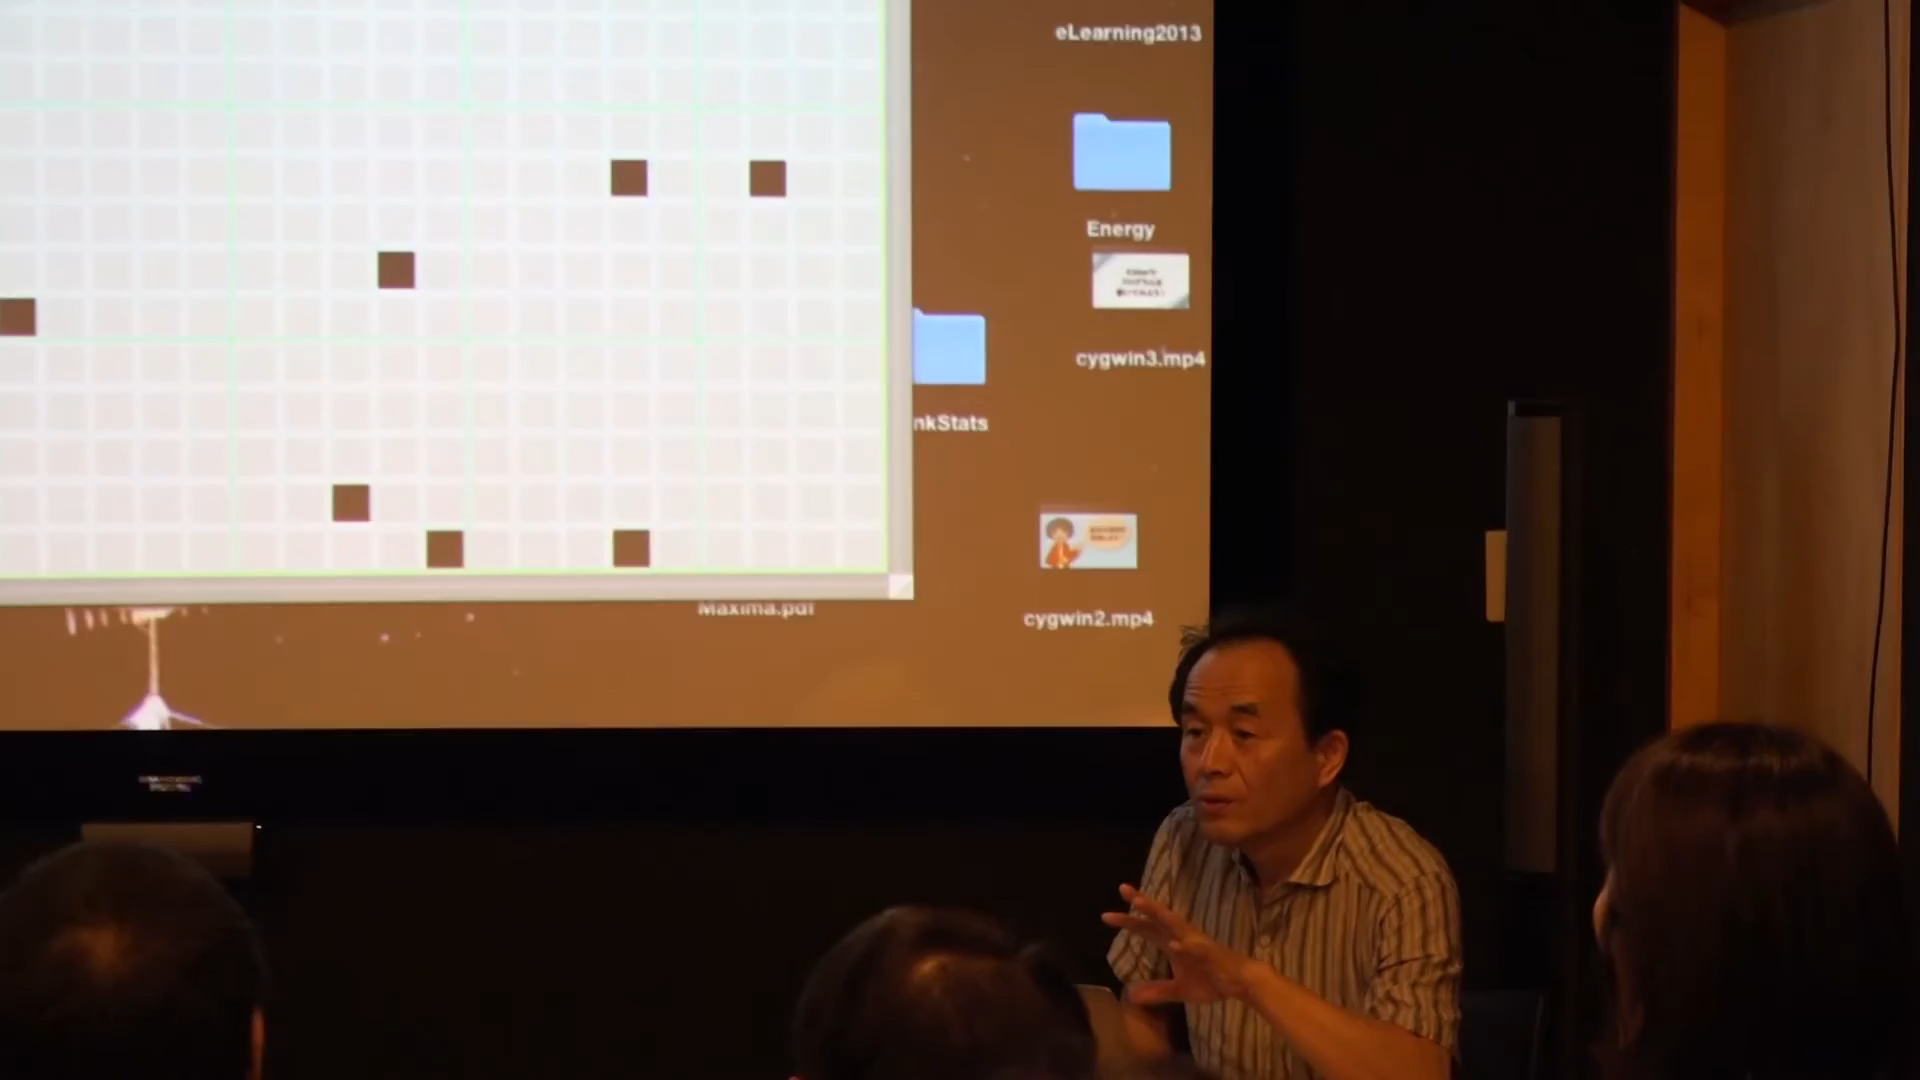 eLearning2013
Energy
cygwin3.mp4
nkStats
Maxima.pdf
cygwin2.mp4